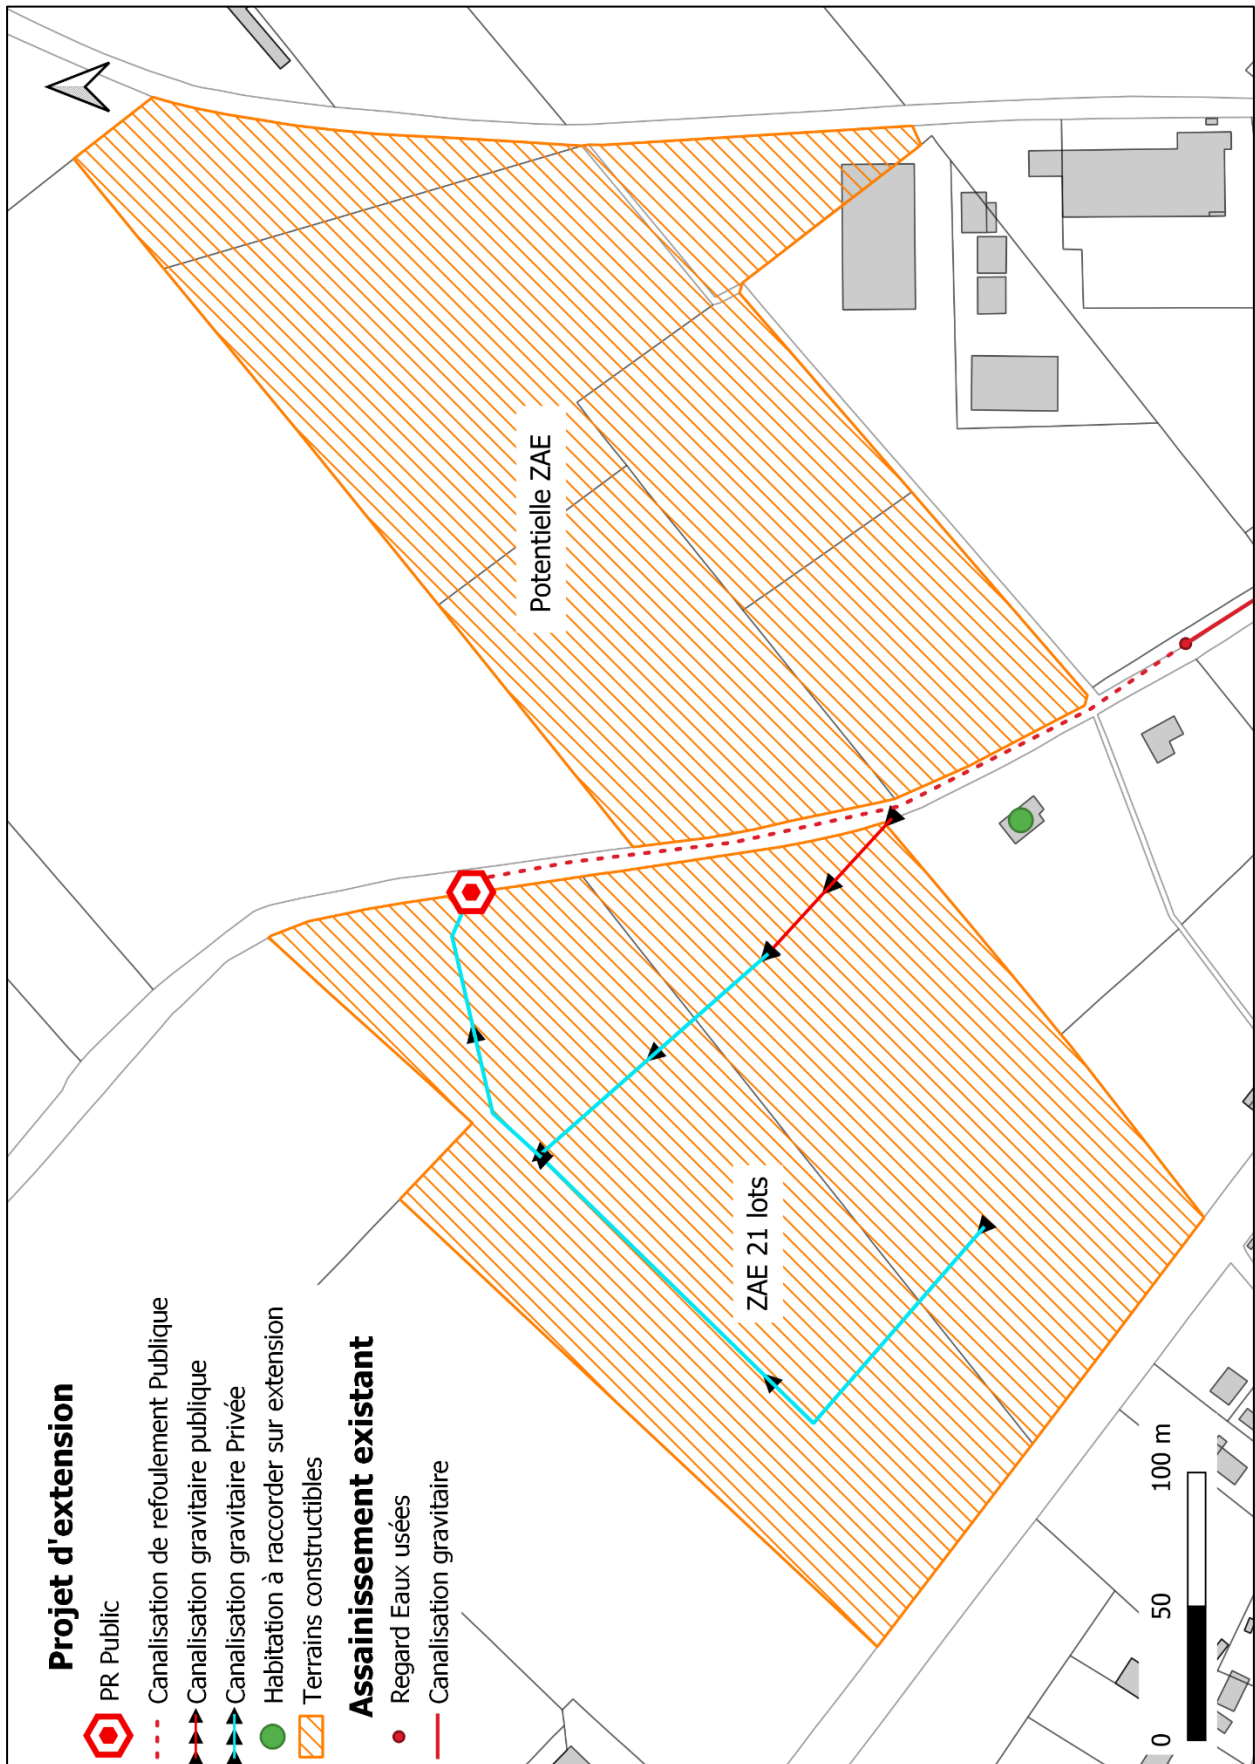 Projet d'extension
PR Public
Canalisation de refoulement Publique
Canalisation gravitaire publique
Canalisation gravitaire Privée
Habitation à raccorder sur extension
Terrains constructibles
Assainissement existant
Regard Eaux usées
Canalisation gravitaire
Potentielle ZAE
ZAE 21 lots
0 50 100 m